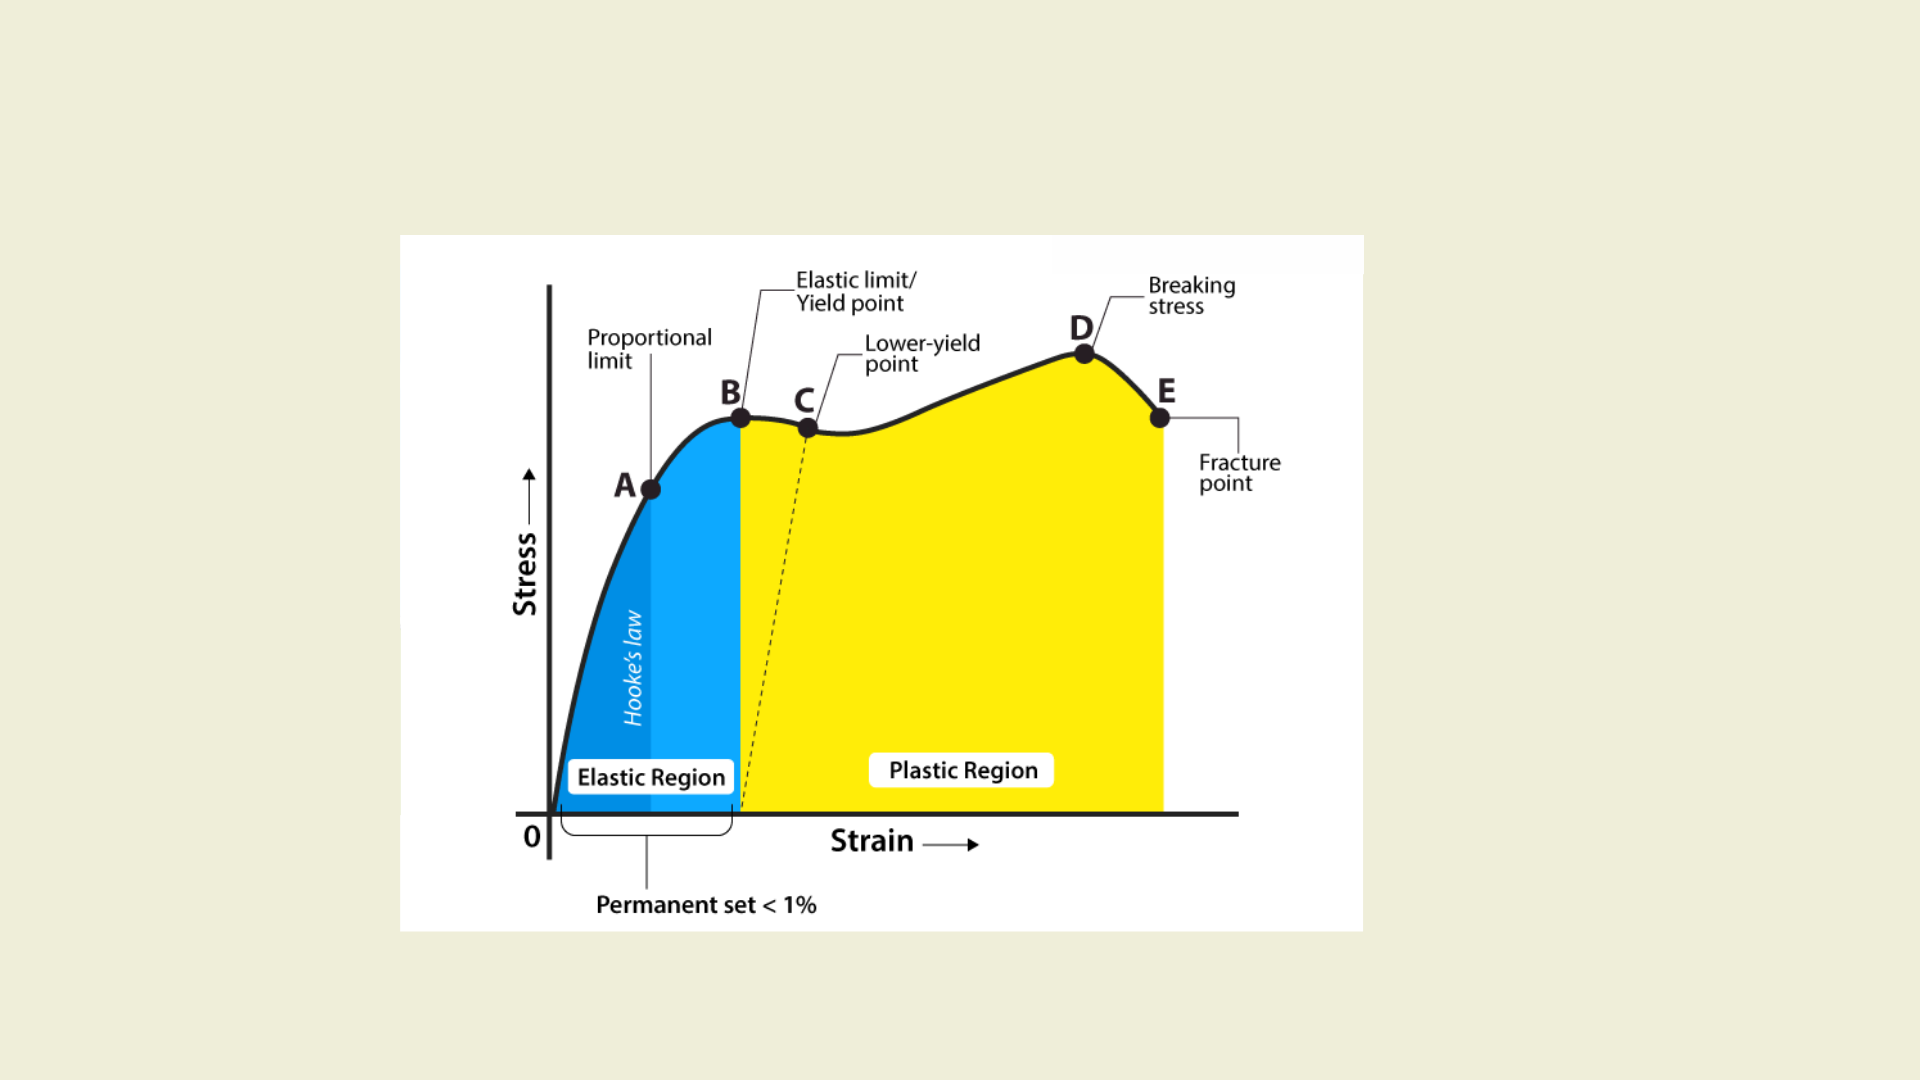 Elastic limit/
Yield point
Breaking
stress
Proportional
limit
Lower-yield
point
D
B
C
E
A
Fracture
point
Stress
Hooke's law
Elastic Region
Plastic Region
0
Strain
Permanent set < 1%